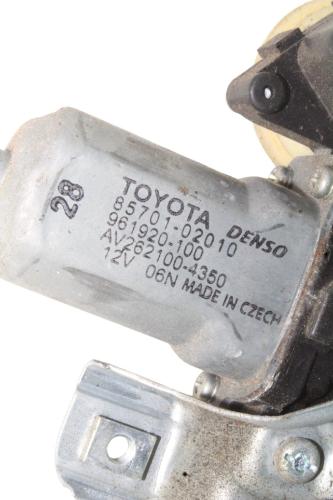 28
TOYOTA
85701-02010 DENSO
961920-100
AV262100-4350
12V 06N MADE IN CZECH